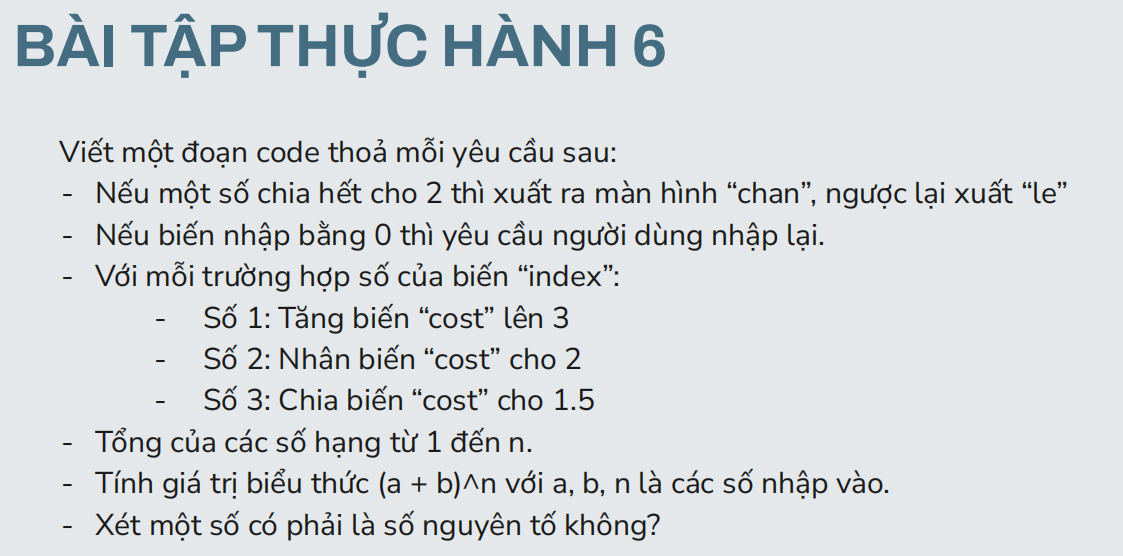 BÀI TẬP THỰC HÀNH 6
Viết một đoạn code thoả mỗi yêu cầu sau:
- Nếu một số chia hết cho 2 thì xuất ra màn hình “chan”, ngược lại xuất “le”
- Nếu biến nhập bằng 0 thì yêu cầu người dùng nhập lại.
- Với mỗi trường hợp số của biến “index”:
- Số 1: Tăng biến “cost” lên 3
- Số 2: Nhân biến “cost” cho 2
- Số 3: Chia biến “cost” cho 1.5
- Tổng của các số hạng từ 1 đến n.
- Tính giá trị biểu thức (a + b)^n với a, b, n là các số nhập vào.
- Xét một số có phải là số nguyên tố không?